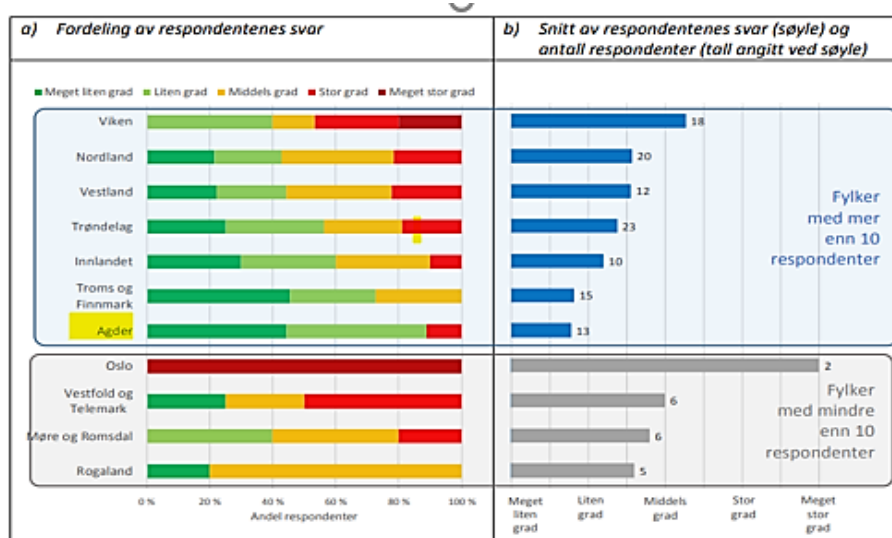 a) Fordeling av respondentenes svar
b) Snitt av respondentenes svar (søyle) og
antall respondenter (tall angitt ved søyle)
Meget liten grad Liten grad Middels grad Stor grad Meget stor grad
Viken
18
Nordland
20
Vestland
12
Trøndelag
23
Innlandet
10
Troms og
Finnmark
15
Agder
13
Fylker
med mer
enn 10
respondenter
Oslo
2
Vestfold og
Telemark
6
Møre og Romsdal
6
Rogaland
5
Fylker
med mindre
enn 10
respondenter
0 % 20 % 40 % 60 % 80 % 100 %
Andel respondenter
Meget
liten
grad
Liten
grad
Middels
grad
Stor
grad
Meget
stor
grad